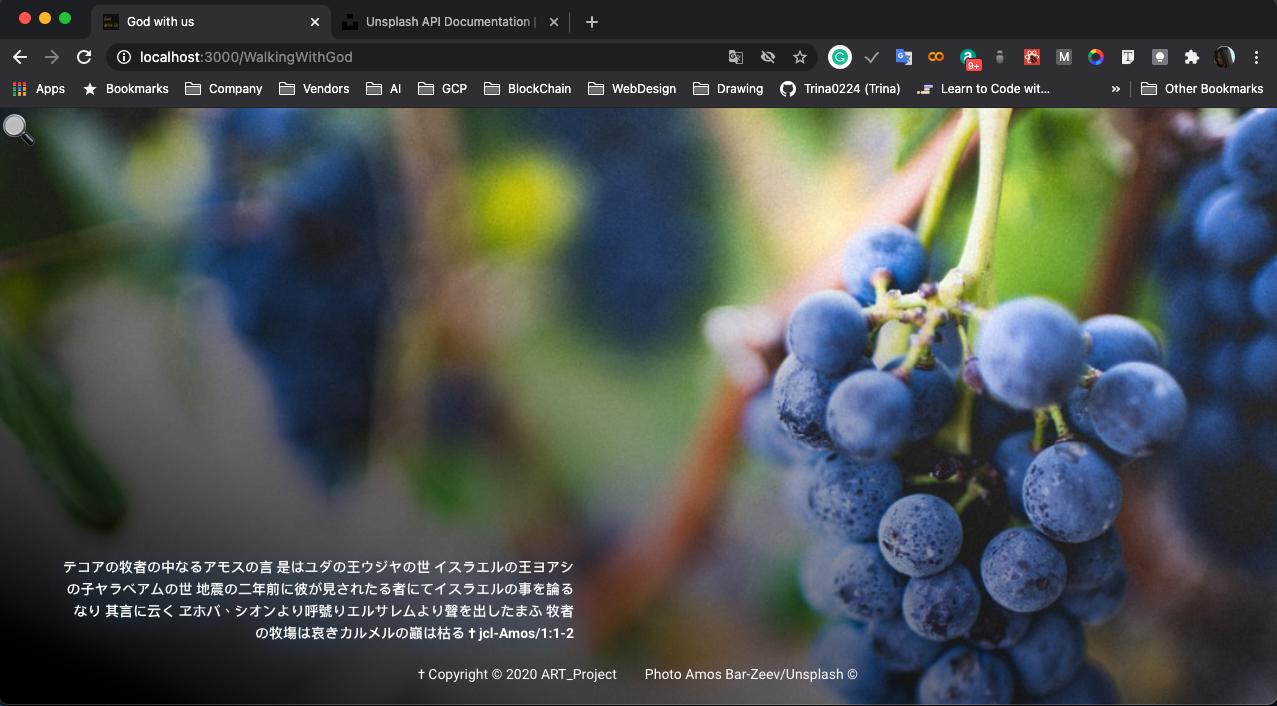 God with us
Unsplash API Documentation |
localhost:3000/WalkingWithGod
9+
M
T
Apps
Bookmarks
Company
Vendors
AI
GCP
BlockChain
WebDesign
Drawing
Trina0224 (Trina)
Learn to Code wit...
»
Other Bookmarks
テコアの牧者の中なるアモスの言 是はユダの王ウジヤの世 イスラエルの王ヨアシ
の子ヤラベアムの世 地震の二年前に彼が見されたる者にてイスラエルの事を論る
なり 其言に云く ヱホバ、シオンより呼號りエルサレムより聲を出したまふ 牧者
の牧塲は哀きカルメルの巓は枯る✝jcl-Amos/1:1-2
✝ Copyright © 2020 ART_Project
Photo Amos Bar-Zeev/Unsplash ©